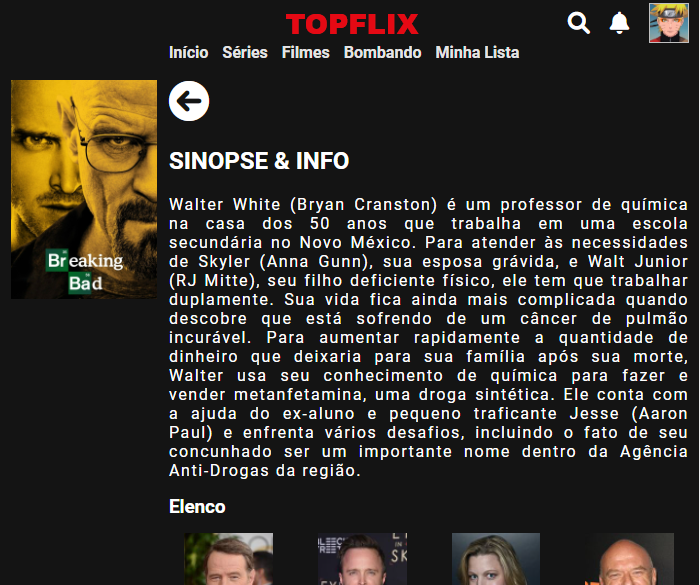 TOPFLIX
Início Séries Filmes Bombando Minha Lista
SINOPSE & INFO
Walter White (Bryan Cranston) é um professor de química
na casa dos 50 anos que trabalha em uma escola
secundária no Novo México. Para atender às necessidades
de Skyler (Anna Gunn), sua esposa grávida, e Walt Junior
(RJ Mitte), seu filho deficiente físico, ele tem que trabalhar
duplamente. Sua vida fica ainda mais complicada quando
descobre que está sofrendo de um câncer de pulmão
incurável. Para aumentar rapidamente a quantidade de
dinheiro que deixaria para sua família após sua morte,
Walter usa seu conhecimento de química para fazer e
vender metanfetamina, uma droga sintética. Ele conta com
a ajuda do ex-aluno e pequeno traficante Jesse (Aaron
Paul) e enfrenta vários desafios, incluindo o fato de seu
concunhado ser um importante nome dentro da Agência
Anti-Drogas da região.
Breaking
Bad
Elenco